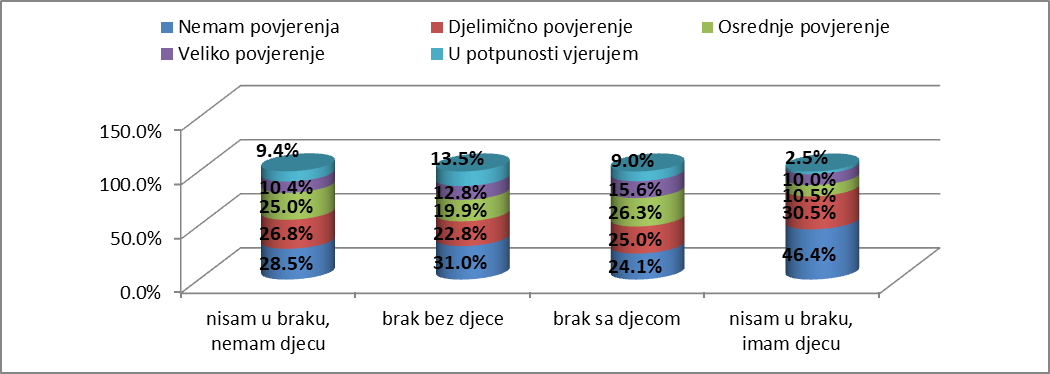 Nemam povjerenja Djelimično povjerenje Osrednje povjerenje
Veliko povjerenje U potpunosti vjerujem
150.0%
100.0%
50.0%
0.0%
9.4% 13.5% 9.0% 2.5%
10.4% 12.8% 15.6% 10.0%
25.0% 19.9% 26.3% 10.5%
26.8% 22.8% 25.0% 30.5%
28.5% 31.0% 24.1% 46.4%
nisam u braku, brak bez djece brak sa djecom nisam u braku,
nemam djecu imam djecu